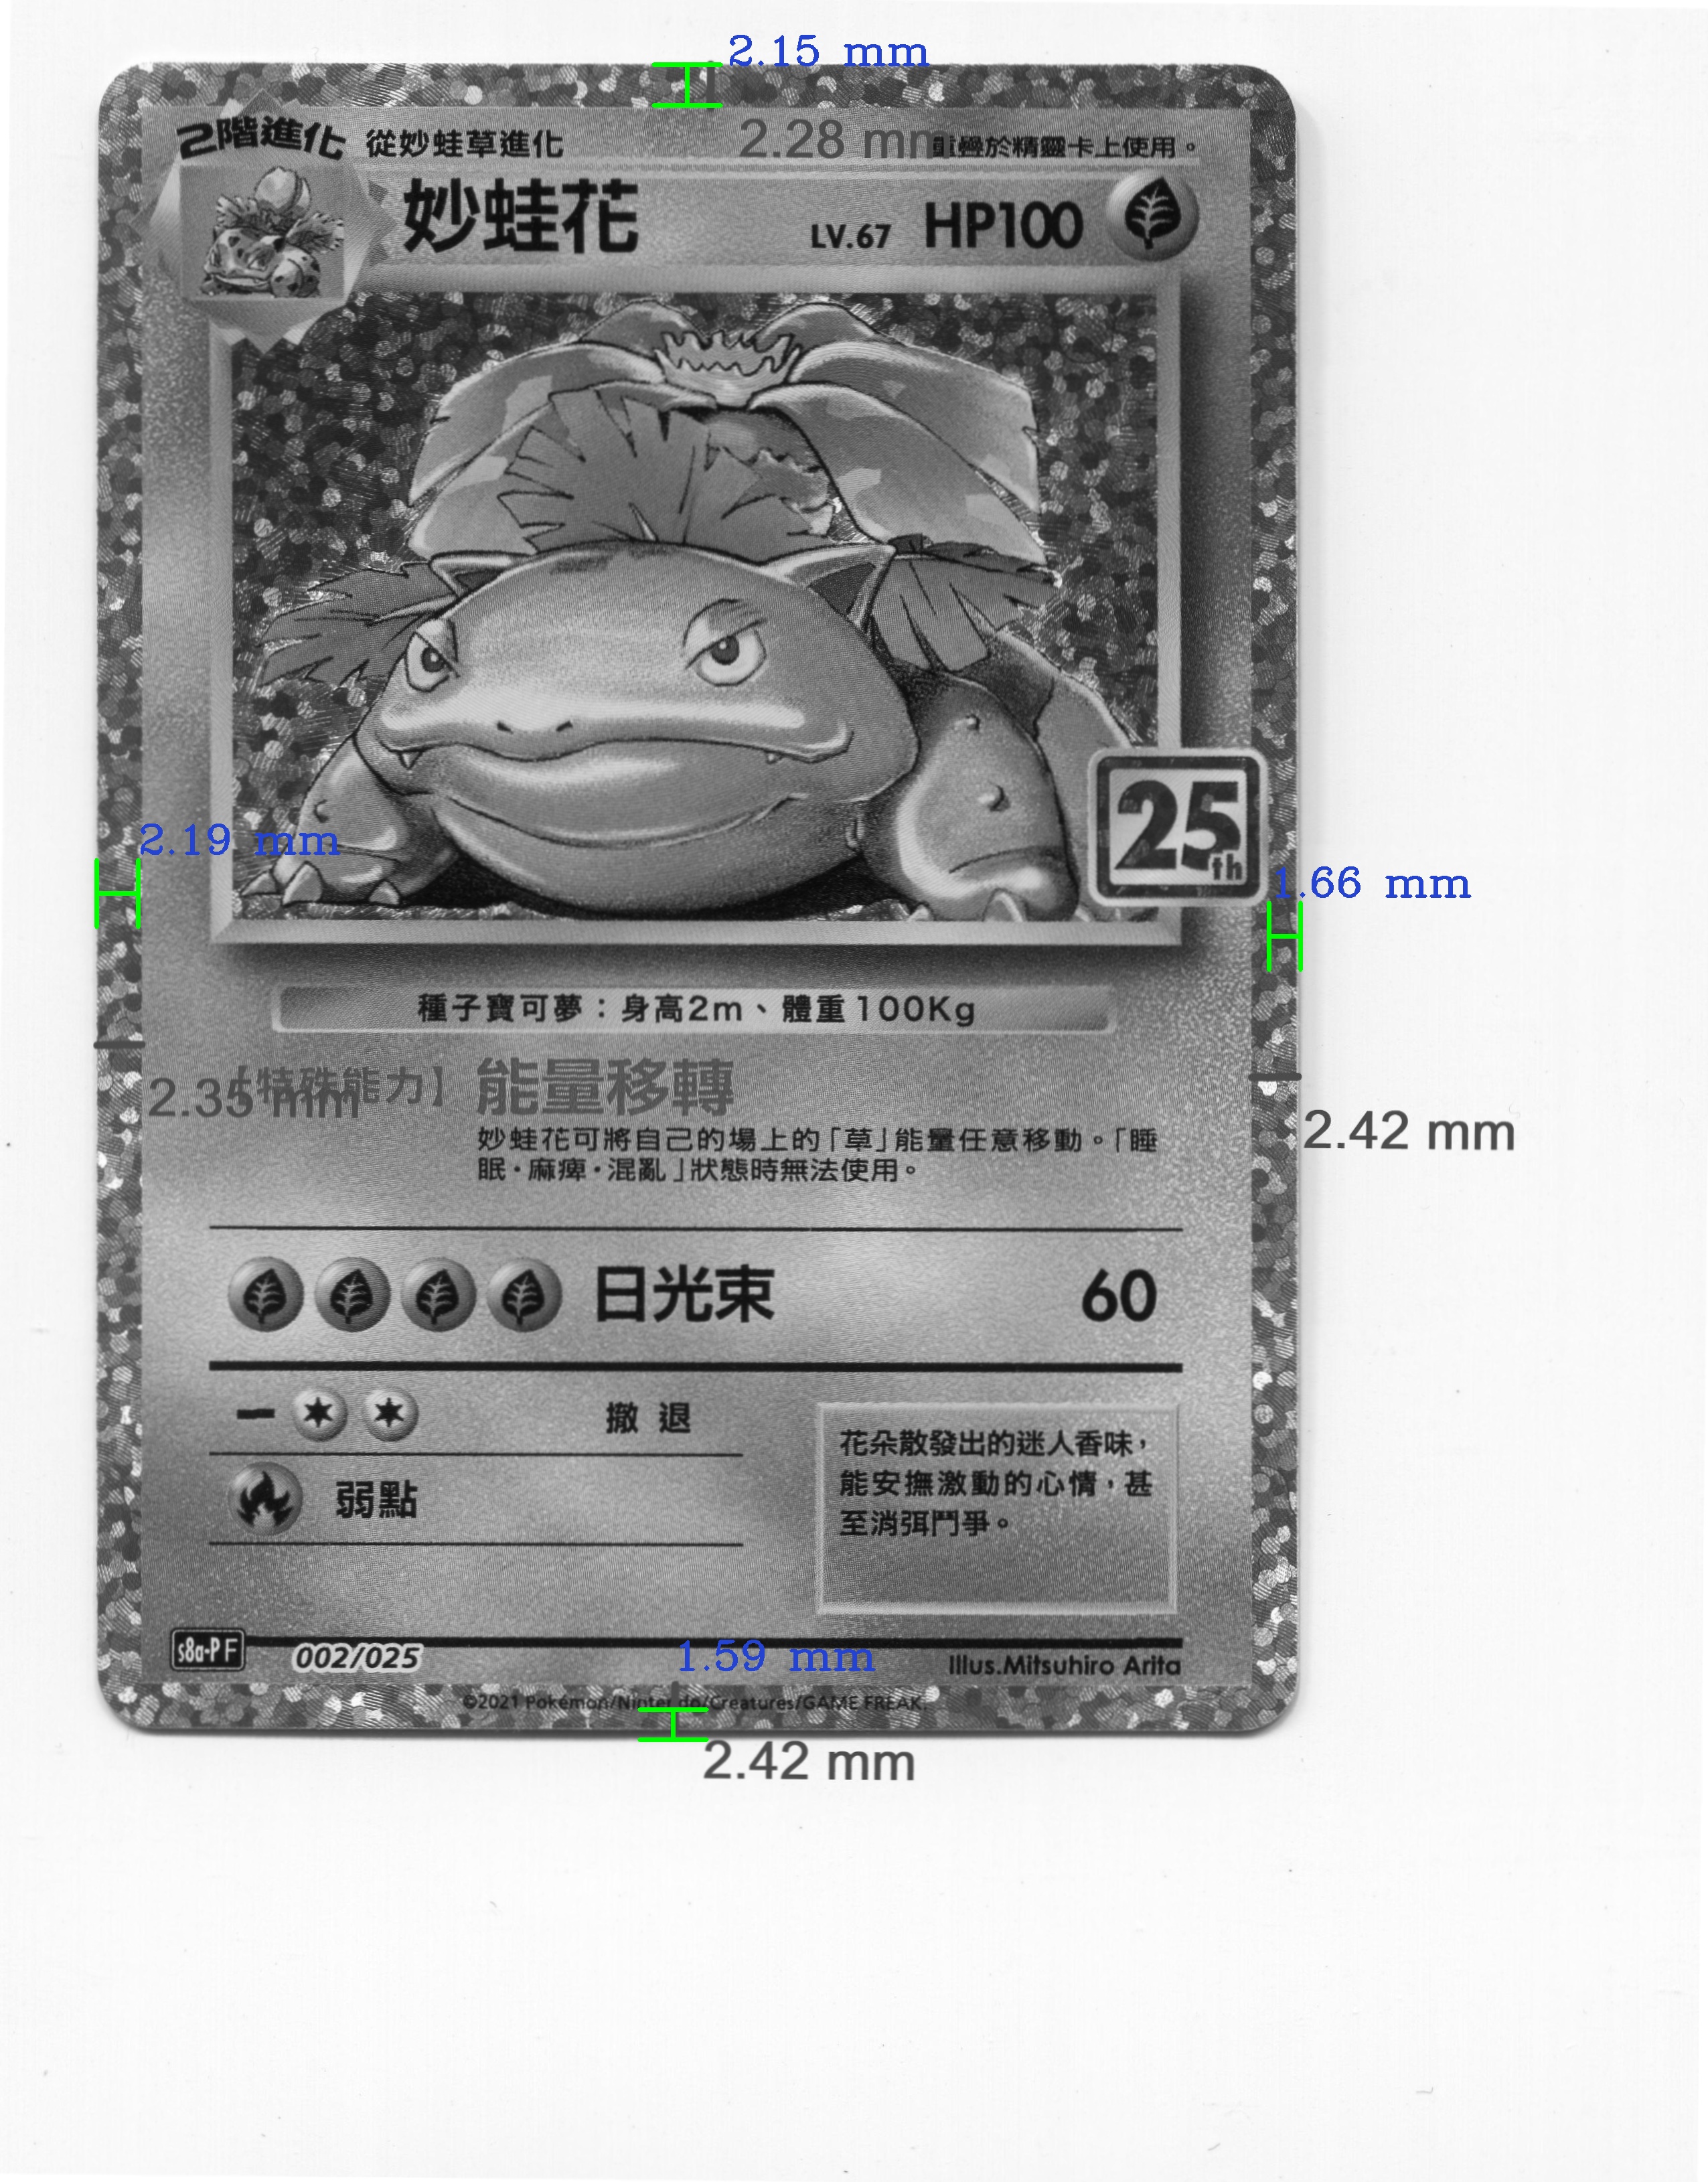 2.15 mm
2階進化 從妙蛙草進化 2.28 mm 疊於精靈卡上使用。
妙蛙花 LV.67 HP100
25th
2.19 mm
1.66 mm
種子寶可夢：身高2m、體重100Kg
2.35 mm【特殊能力】 能量移轉
妙蛙花可將自己的場上的「草」能量任意移動。「睡
眠・麻痺・混亂」狀態時無法使用。
2.42 mm
日光束 60
撤退
弱點
花朵散發出的迷人香味，
能安撫激動的心情，甚
至消弭鬥爭。
s8a-P F 002/025 1.59 mm Illus.Mitsuhiro Arita
©2021 Pokémon/Nintendo/Creatures/GAME FREAK.
2.42 mm